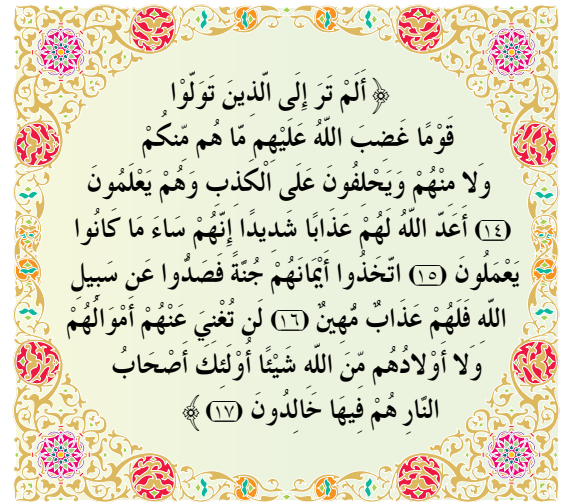 ﴿ أَلَمْ تَرَ إِلَى الَّذِينَ تَوَلَّوْا
قَوْمًا غَضِبَ اللَّهُ عَلَيْهِم مَّا هُم مِّنكُمْ
وَلَا مِنْهُمْ وَيَحْلِفُونَ عَلَى الْكَذِبِ وَهُمْ يَعْلَمُونَ
(١٤) أَعَدَّ اللَّهُ لَهُمْ عَذَابًا شَدِيدًا إِنَّهُمْ سَاءَ مَا كَانُوا
يَعْمَلُونَ (١٥) اتَّخَذُوا أَيْمَانَهُمْ جُنَّةً فَصَدُّوا عَن سَبِيلِ
اللَّه فَلَهُمْ عَذَابٌ مُّهِينٌ (١٦) لَن تُغْنِيَ عَنْهُمْ أَمْوَالُهُمْ
وَلَا أَوْلَادُهُم مِّنَ اللَّه شَيْئًا أُوْلَئكَ أَصْحَابُ
النَّارِ هُمْ فِيهَا خَالِدُونَ (١٧) ﴾